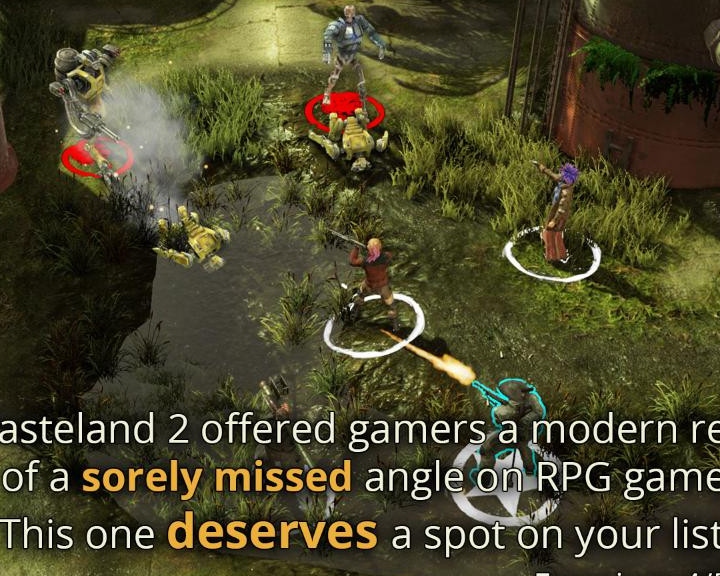 asteland 2 offered gamers a modern re
of a sorely missed angle on RPG game
This one deserves a spot on your list